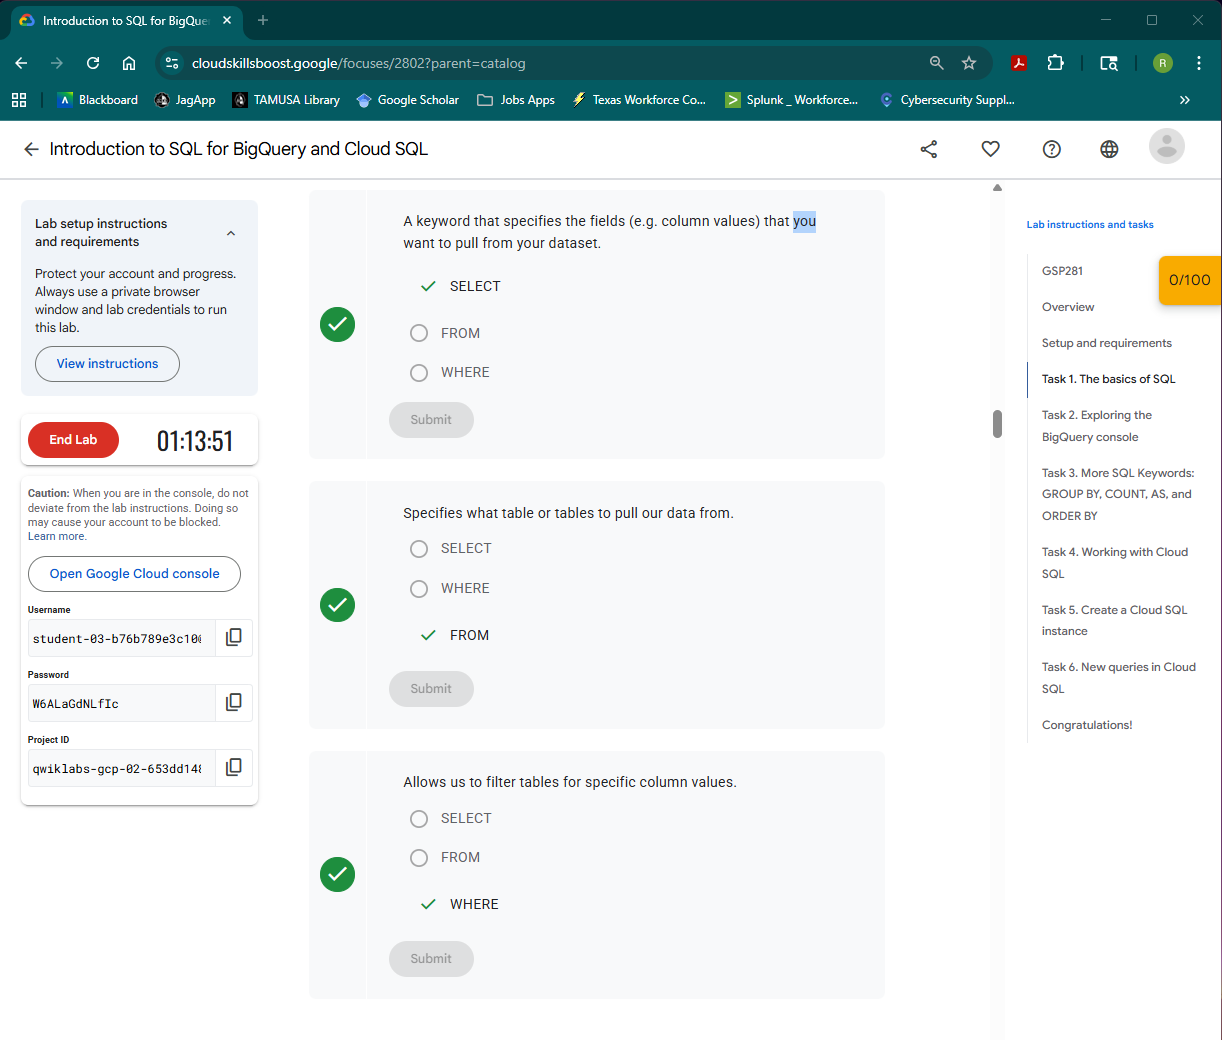 Introduction to SQL for BigQue
cloudskillsboost.google/focuses/2802?parent=catalog
R
Blackboard
JagApp
TAMUSA Library
Google Scholar
Jobs Apps
Texas Workforce Co...
Splunk _ Workforce...
Cybersecurity Suppl...
Introduction to SQL for BigQuery and Cloud SQL
Lab setup instructions
and requirements
Protect your account and progress.
Always use a private browser
window and lab credentials to run
this lab.
View instructions
End Lab
01:13:51
Caution: When you are in the console, do not
deviate from the lab instructions. Doing so
may cause your account to be blocked.
Learn more.
Open Google Cloud console
Username
student-03-b76b789e3c10
Password
W6ALaGdNLfIc
Project ID
qwiklabs-gcp-02-653dd14
A keyword that specifies the fields (e.g. column values) that you
want to pull from your dataset.
SELECT
FROM
WHERE
Submit
Specifies what table or tables to pull our data from.
SELECT
WHERE
FROM
Submit
Allows us to filter tables for specific column values.
SELECT
FROM
WHERE
Submit
Lab instructions and tasks
GSP281
0/100
Overview
Setup and requirements
Task 1. The basics of SQL
Task 2. Exploring the
BigQuery console
Task 3. More SQL Keywords:
GROUP BY, COUNT, AS, and
ORDER BY
Task 4. Working with Cloud
SQL
Task 5. Create a Cloud SQL
instance
Task 6. New queries in Cloud
SQL
Congratulations!